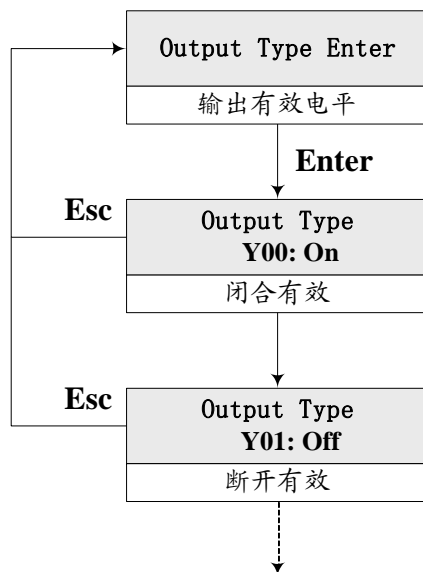 Output Type Enter
输出有效电平
Enter
Esc
Output Type
Y00: On
闭合有效
Esc
Output Type
Y01: Off
断开有效